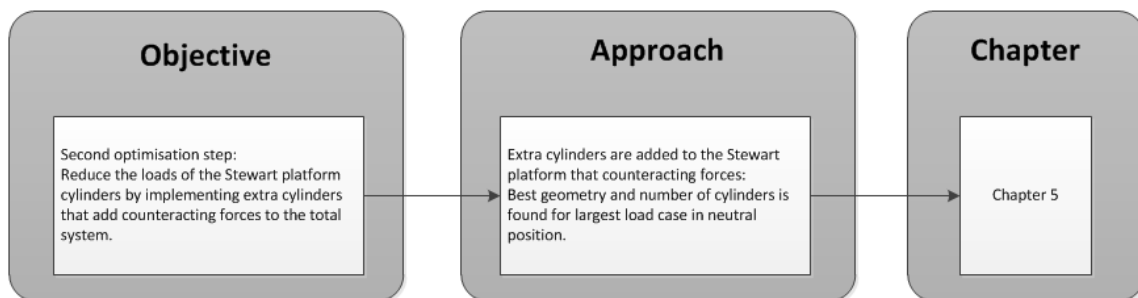 Objective
Second optimisation step:
Reduce the loads of the Stewart platform
cylinders by implementing extra cylinders
that add counteracting forces to the total
system.
Approach
Extra cylinders are added to the Stewart
platform that counteracting forces:
Best geometry and number of cylinders is
found for largest load case in neutral
position.
Chapter
Chapter 5